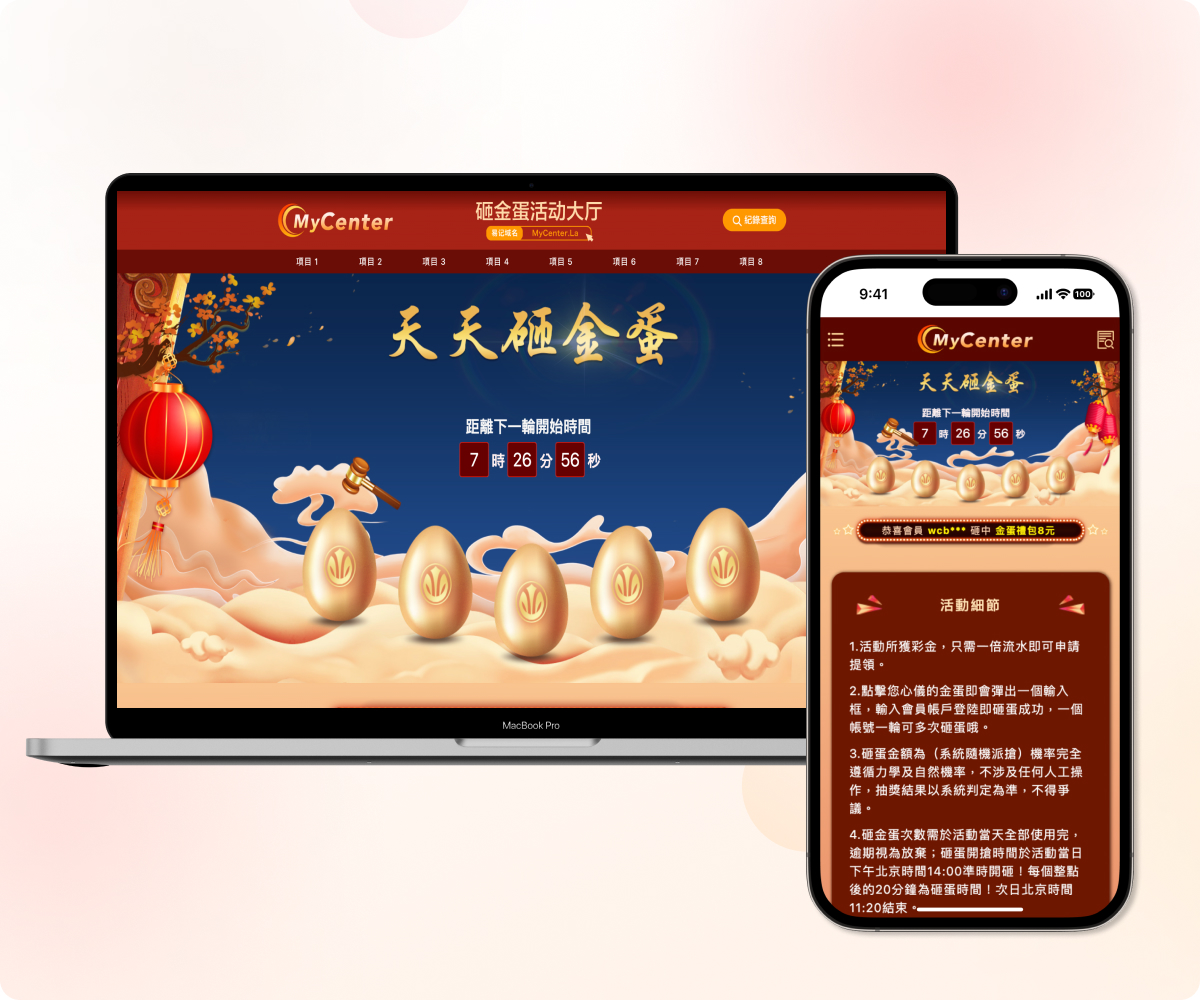 MyCenter
砸金蛋活动大厅
易记域名 MyCenter.La
紀錄查詢
項目 1 項目 2 項目 3 項目 4 項目 5 項目 6 項目 7 項目 8
天天砸金蛋
距離下一輪開始時間
7 時 26 分 56 秒
MacBook Pro
9:41
100
MyCenter
天天砸金蛋
距離下一輪開始時間
7 時 26 分 56 秒
恭喜會員 wcb*** 砸中 金蛋禮包8元
活動細節
1.活動所獲彩金，只需一倍流水即可申請
提領。
2.點擊您心儀的金蛋即會彈出一個輸入
框，輸入會員帳戶登陸即砸蛋成功，一個
帳號一輪可多次砸蛋哦。
3.砸蛋金額為（系統隨機派搶）機率完全
遵循力學及自然機率，不涉及任何人工操
作，抽獎結果以系統判定為準，不得爭
議。
4.砸金蛋次數需於活動當天全部使用完，
逾期視為放棄；砸蛋開搶時間於活動當日
下午北京時間14:00準時開砸！每個整點
後的20分鐘為砸蛋時間！次日北京時間
11:20結束。